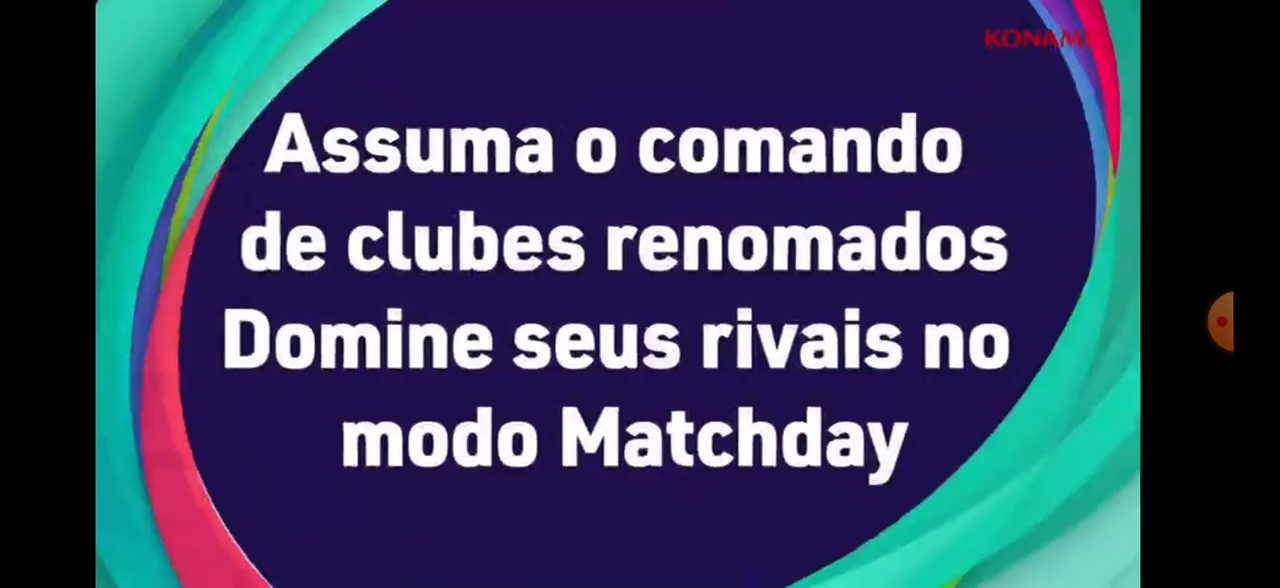 KONAMI
Assuma o comando
de clubes renomados
Domine seus rivais no
modo Matchday